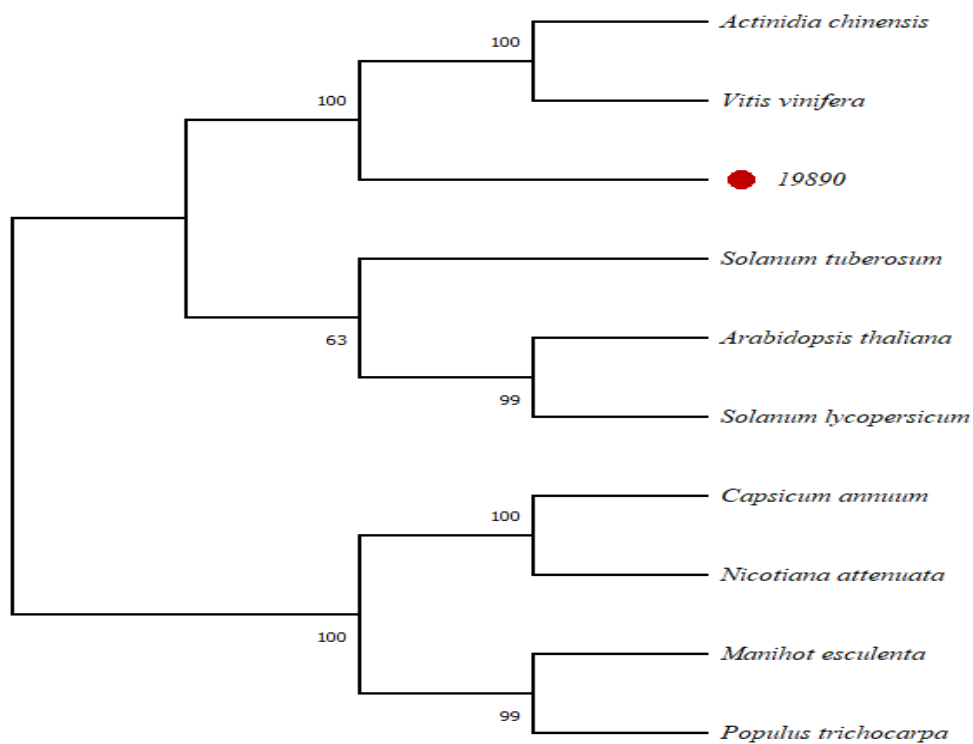 Actinidia chinensis
100
Vitis vinifera
100
19890
Solanum tuberosum
63
Arabidopsis thaliana
99
Solanum lycopersicum
Capsicum annuum
100
Nicotiana attenuata
100
Manihot esculenta
99
Populus trichocarpa